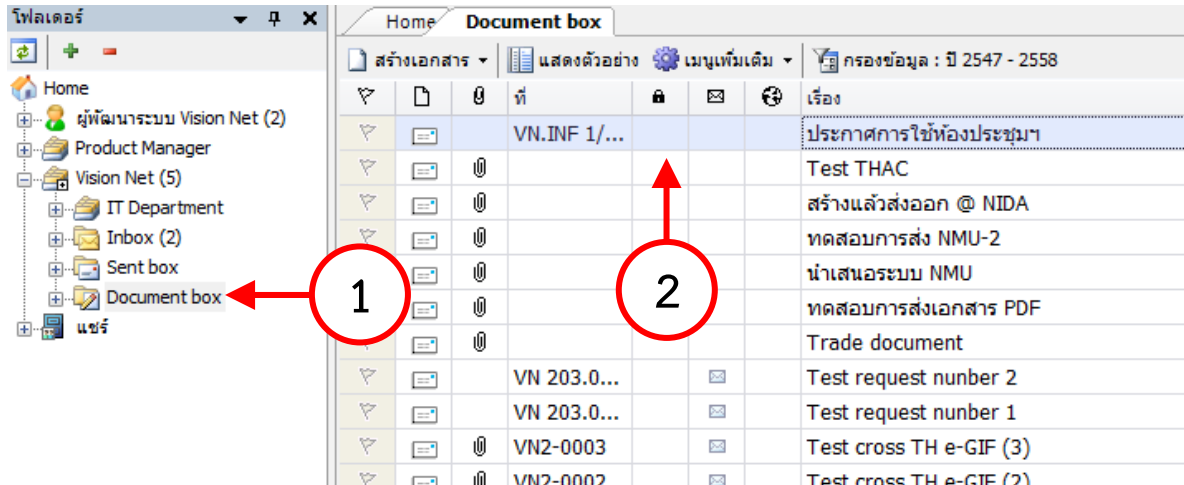 โฟลเดอร์
Home
ผู้พัฒนาระบบ Vision Net (2)
Product Manager
Vision Net (5)
IT Department
Inbox (2)
Sent box
Document box
แชร์
1
Home Document box
สร้างเอกสาร แสดงตัวอย่าง เมนูเพิ่มเติม กรองข้อมูล : ปี 2547 - 2558
ที่ เรื่อง
VN.INF 1/... ประกาศการใช้ห้องประชุมฯ
Test THAC
สร้างแล้วส่งออก @ NIDA
ทดสอบการส่ง NMU-2
2
นำเสนอระบบ NMU
ทดสอบการส่งเอกสาร PDF
Trade document
VN 203.0... Test request nunber 2
VN 203.0... Test request nunber 1
VN2-0003 Test cross TH e-GIF (3)
VN2-0002 Test cross TH e-GIF (2)